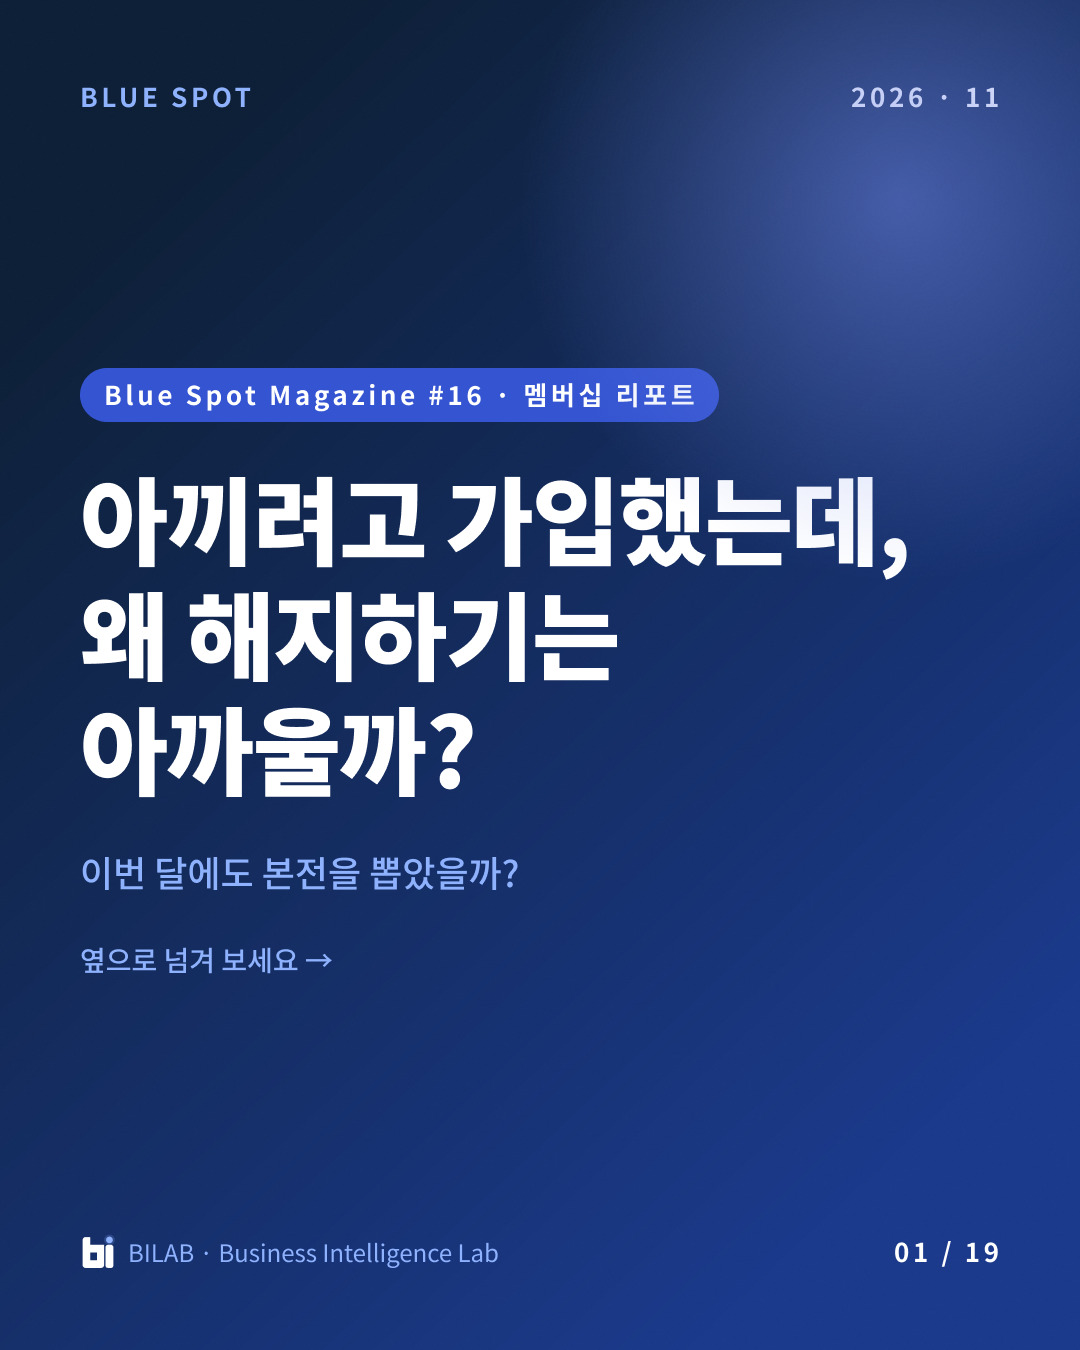 BLUE SPOT
2026 · 11
Blue Spot Magazine #16 · 멤버십 리포트
아끼려고 가입했는데,
왜 해지하기는
아까울까?
이번 달에도 본전을 뽑았을까?
옆으로 넘겨 보세요 →
bi BILAB · Business Intelligence Lab
01 / 19